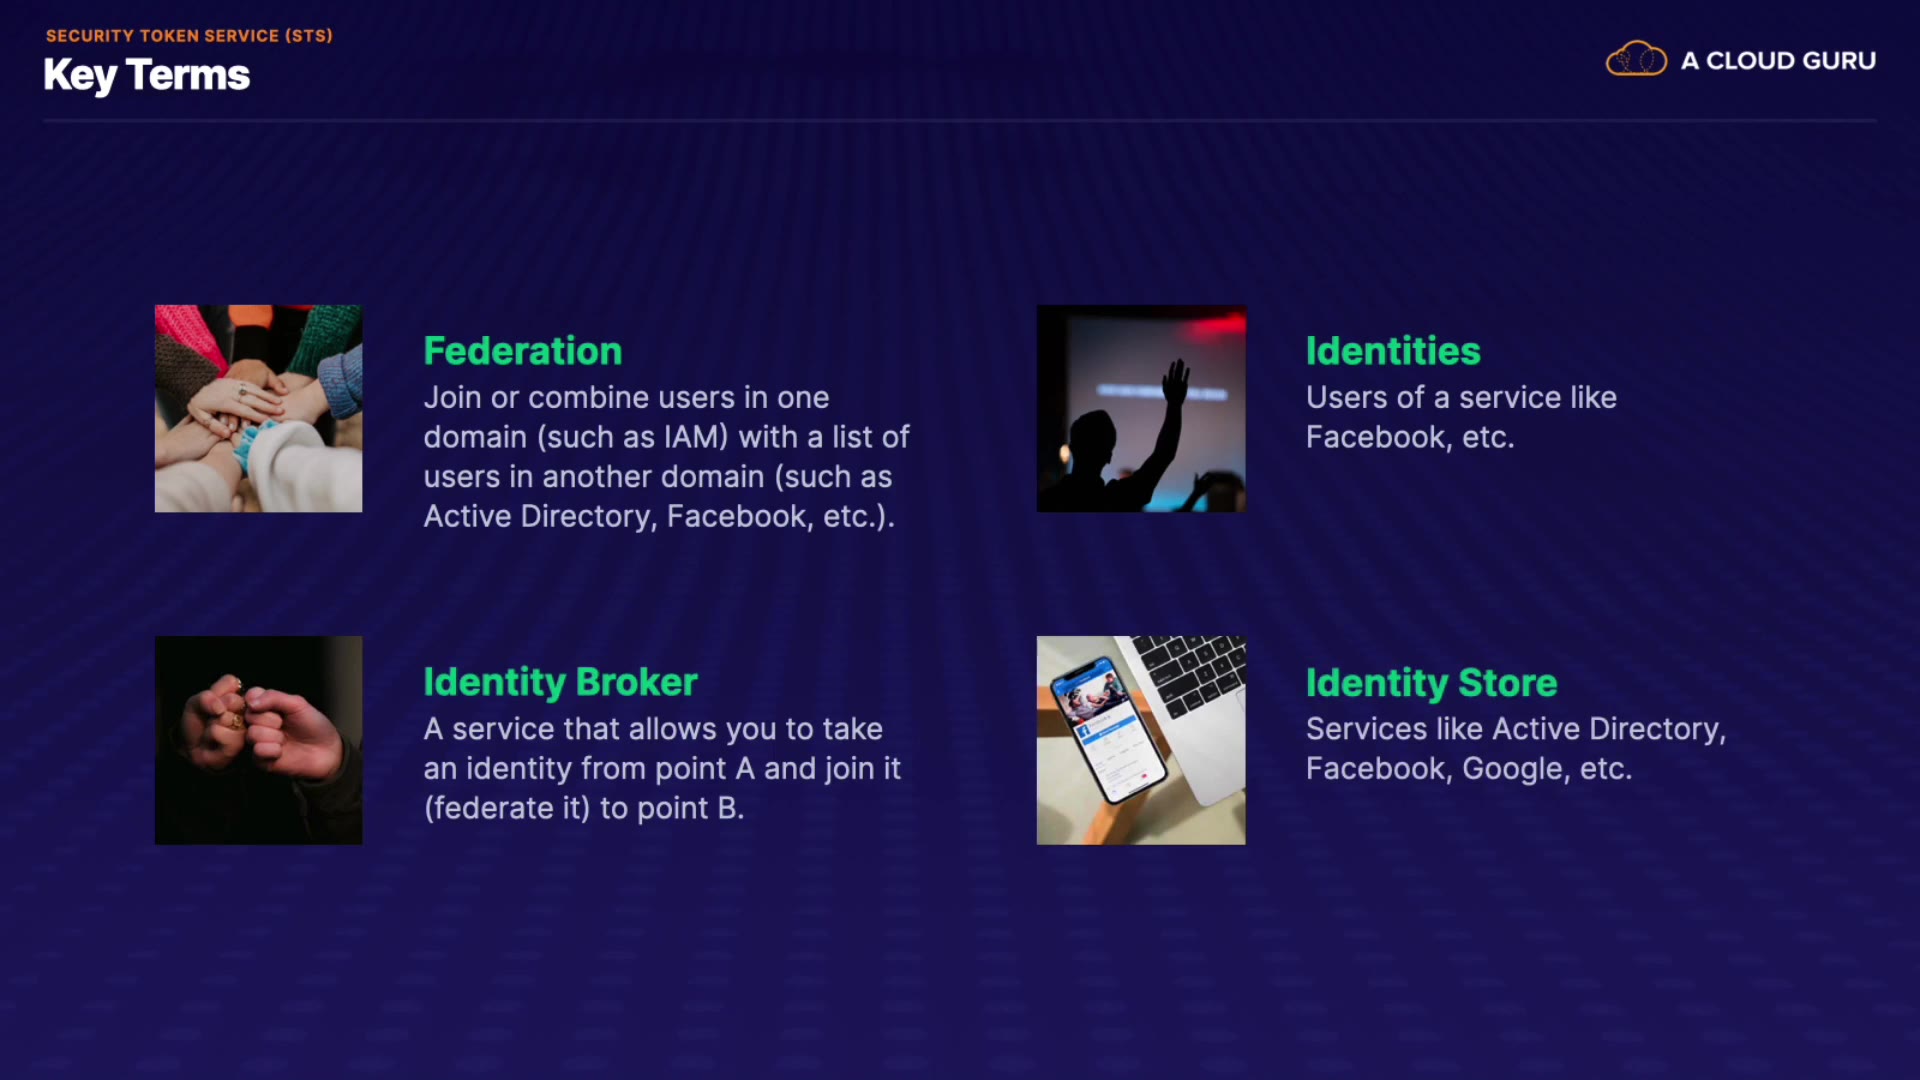 SECURITY TOKEN SERVICE (STS)
Key Terms
A CLOUD GURU
Federation
Join or combine users in one
domain (such as IAM) with a list of
users in another domain (such as
Active Directory, Facebook, etc.).
Identities
Users of a service like
Facebook, etc.
Identity Broker
A service that allows you to take
an identity from point A and join it
(federate it) to point B.
Identity Store
Services like Active Directory,
Facebook, Google, etc.